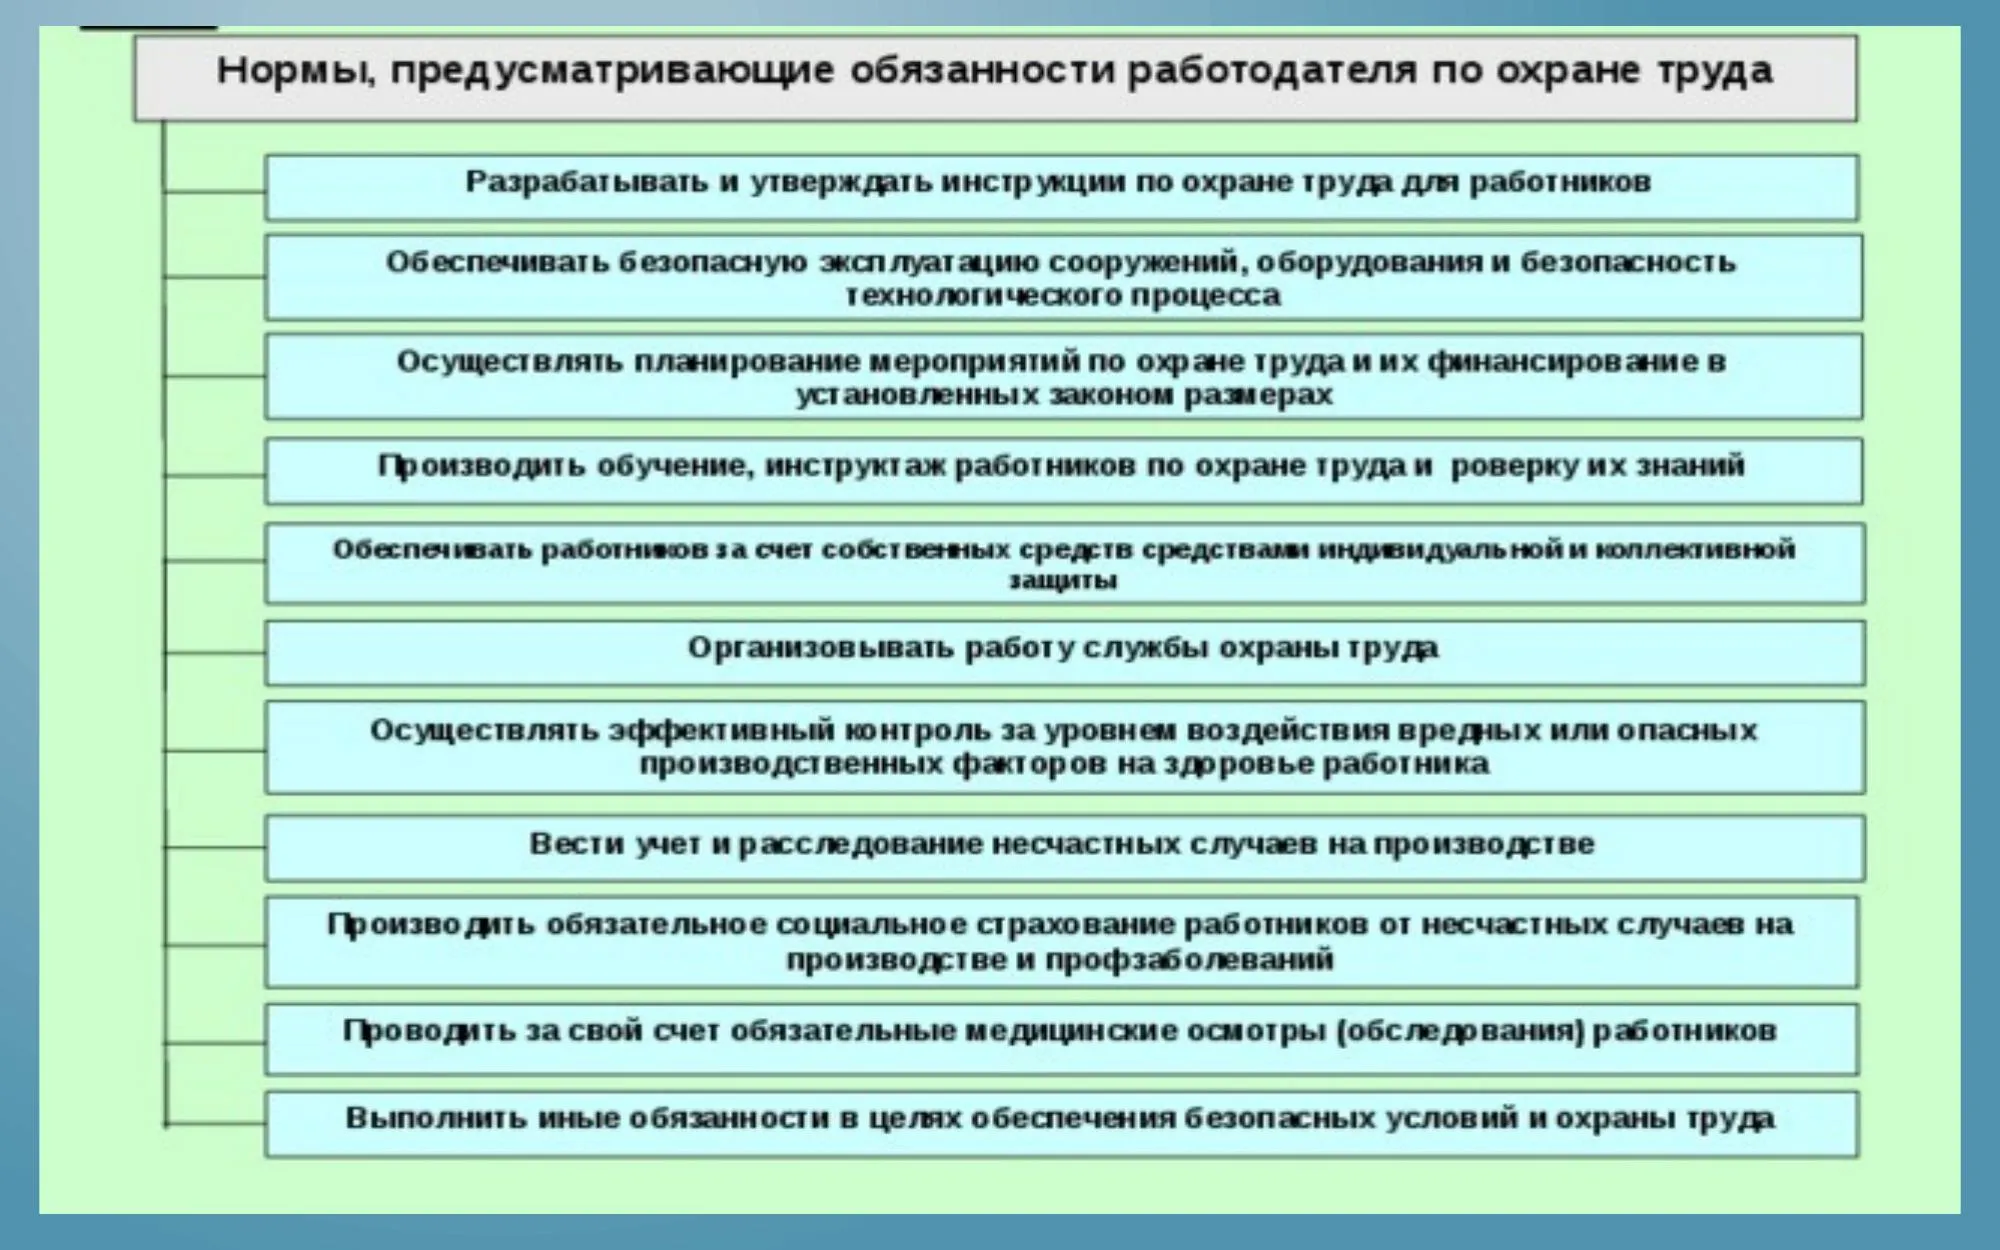 Нормы, предусматривающие обязанности работодателя по охране труда
Разрабатывать и утверждать инструкции по охране труда для работников
Обеспечивать безопасную эксплуатацию сооружений, оборудования и безопасность
технологического процесса
Осуществлять планирование мероприятий по охране труда и их финансирование в
установленных законом размерах
Производить обучение, инструктаж работников по охране труда и роверку их знаний
Обеспечивать работников за счет собственных средств средствами индивидуальной и коллективной
защиты
Организовывать работу службы охраны труда
Осуществлять эффективный контроль за уровнем воздействия вредных или опасных
производственных факторов на здоровье работника
Вести учет и расследование несчастных случаев на производстве
Производить обязательное социальное страхование работников от несчастных случаев на
производстве и профзаболеваний
Проводить за свой счет обязательные медицинские осмотры (обследования) работников
Выполнить иные обязанности в целях обеспечения безопасных условий и охраны труда